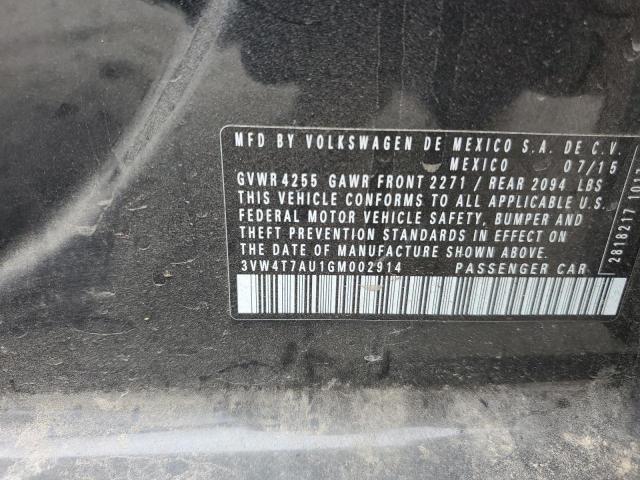 MFD BY VOLKSWAGEN DE MEXICO S.A. DE C.V.
MEXICO 07/15
GVWR 4255 GAWR FRONT 2271 / REAR 2094 LBS
THIS VEHICLE CONFORMS TO ALL APPLICABLE U.S.
FEDERAL MOTOR VEHICLE SAFETY, BUMPER AND
THEFT PREVENTION STANDARDS IN EFFECT ON
THE DATE OF MANUFACTURE SHOWN ABOVE.
3VW4T7AU1GM002914 PASSENGER CAR
2818217 1017